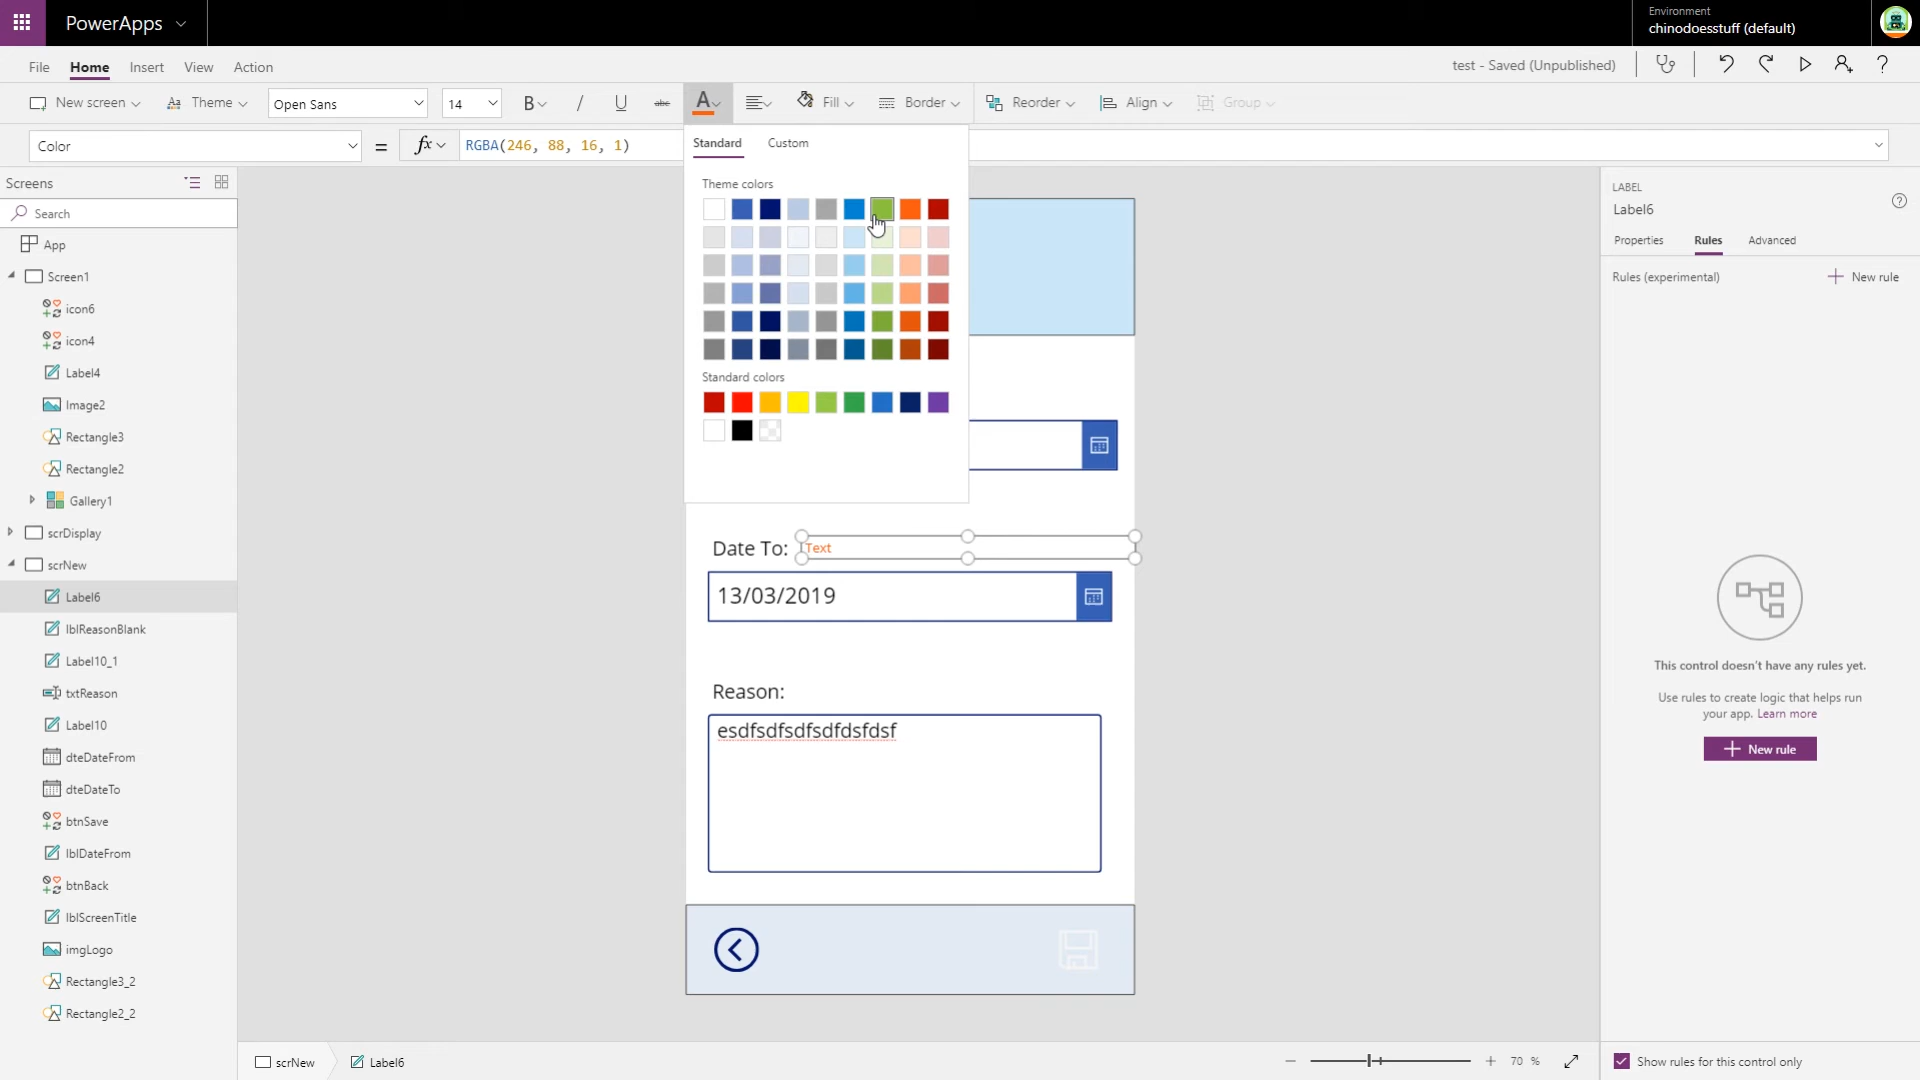 PowerApps
Environment
chinodoesstuff (default)
File Home Insert View Action
test - Saved (Unpublished)
New screen Theme Open Sans 14 B / U abc A Fill Border Reorder Align Group
Color = fx RGBA(246, 88, 16, 1)
Standard Custom
Theme colors
Standard colors
Screens
Search
App
Screen1
icon6
icon4
Label4
Image2
Rectangle3
Rectangle2
Gallery1
scrDisplay
scrNew
Label6
lblReasonBlank
Label10_1
txtReason
Label10
dteDateFrom
dteDateTo
btnSave
lblDateFrom
btnBack
lblScreenTitle
imgLogo
Rectangle3_2
Rectangle2_2
Date To: Text
13/03/2019
Reason:
esdfsdfsdfsdfdsfdsf
LABEL
Label6
Properties Rules Advanced
Rules (experimental) New rule
This control doesn't have any rules yet.
Use rules to create logic that helps run
your app. Learn more
New rule
scrNew Label6
70 %
Show rules for this control only